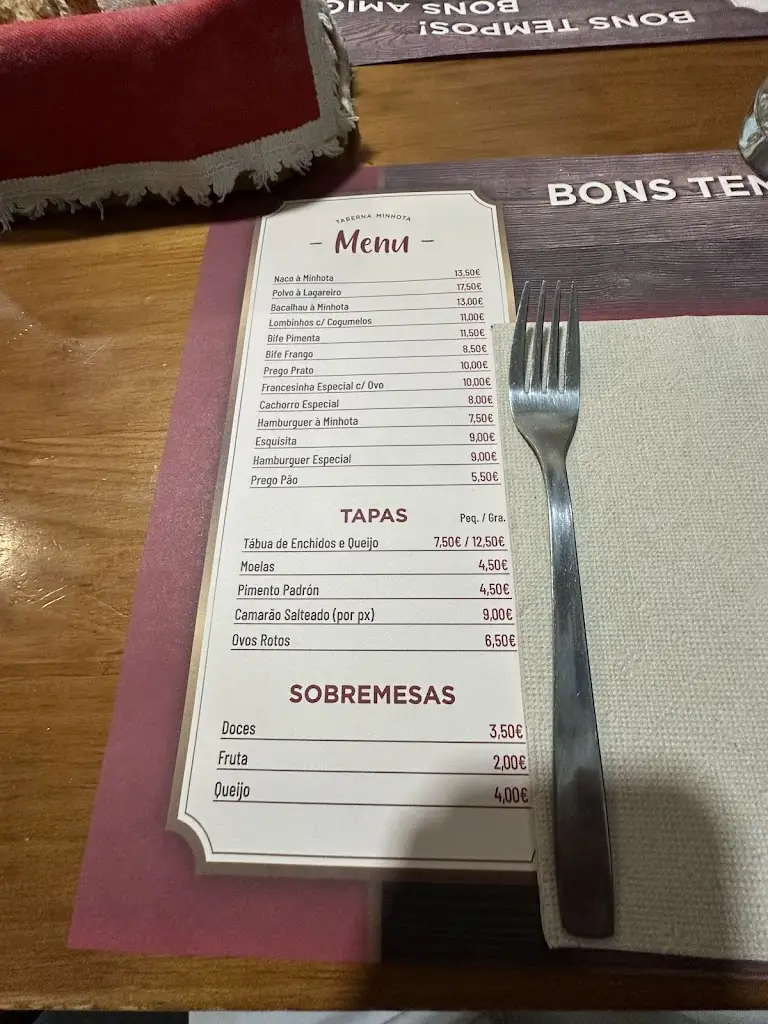 BONS TEMPOS!
BONS
BONS
TABERNA MINHOTA
- Menu -
Naco à Minhota 13,50€
Polvo à Lagareiro 17,50€
Bacalhau à Minhota 13,00€
Lombinhos c/ Cogumelos 11,00€
Bife Pimenta 11,50€
Bife Frango 8,50€
Prego Prato 10,00€
Francesinha Especial c/ Ovo 10,00€
Cachorro Especial 8,00€
Hamburguer à Minhota 7,50€
Esquisita 9,00€
Hamburguer Especial 9,00€
Prego Pão 5,50€
TAPAS Peq. / Gra.
Tábua de Enchidos e Queijo 7,50€ / 12,50€
Moelas 4,50€
Pimento Padrón 4,50€
Camarão Salteado (por px) 9,00€
Ovos Rotos 6,50€
SOBREMESAS
Doces 3,50€
Fruta 2,00€
Queijo 4,00€